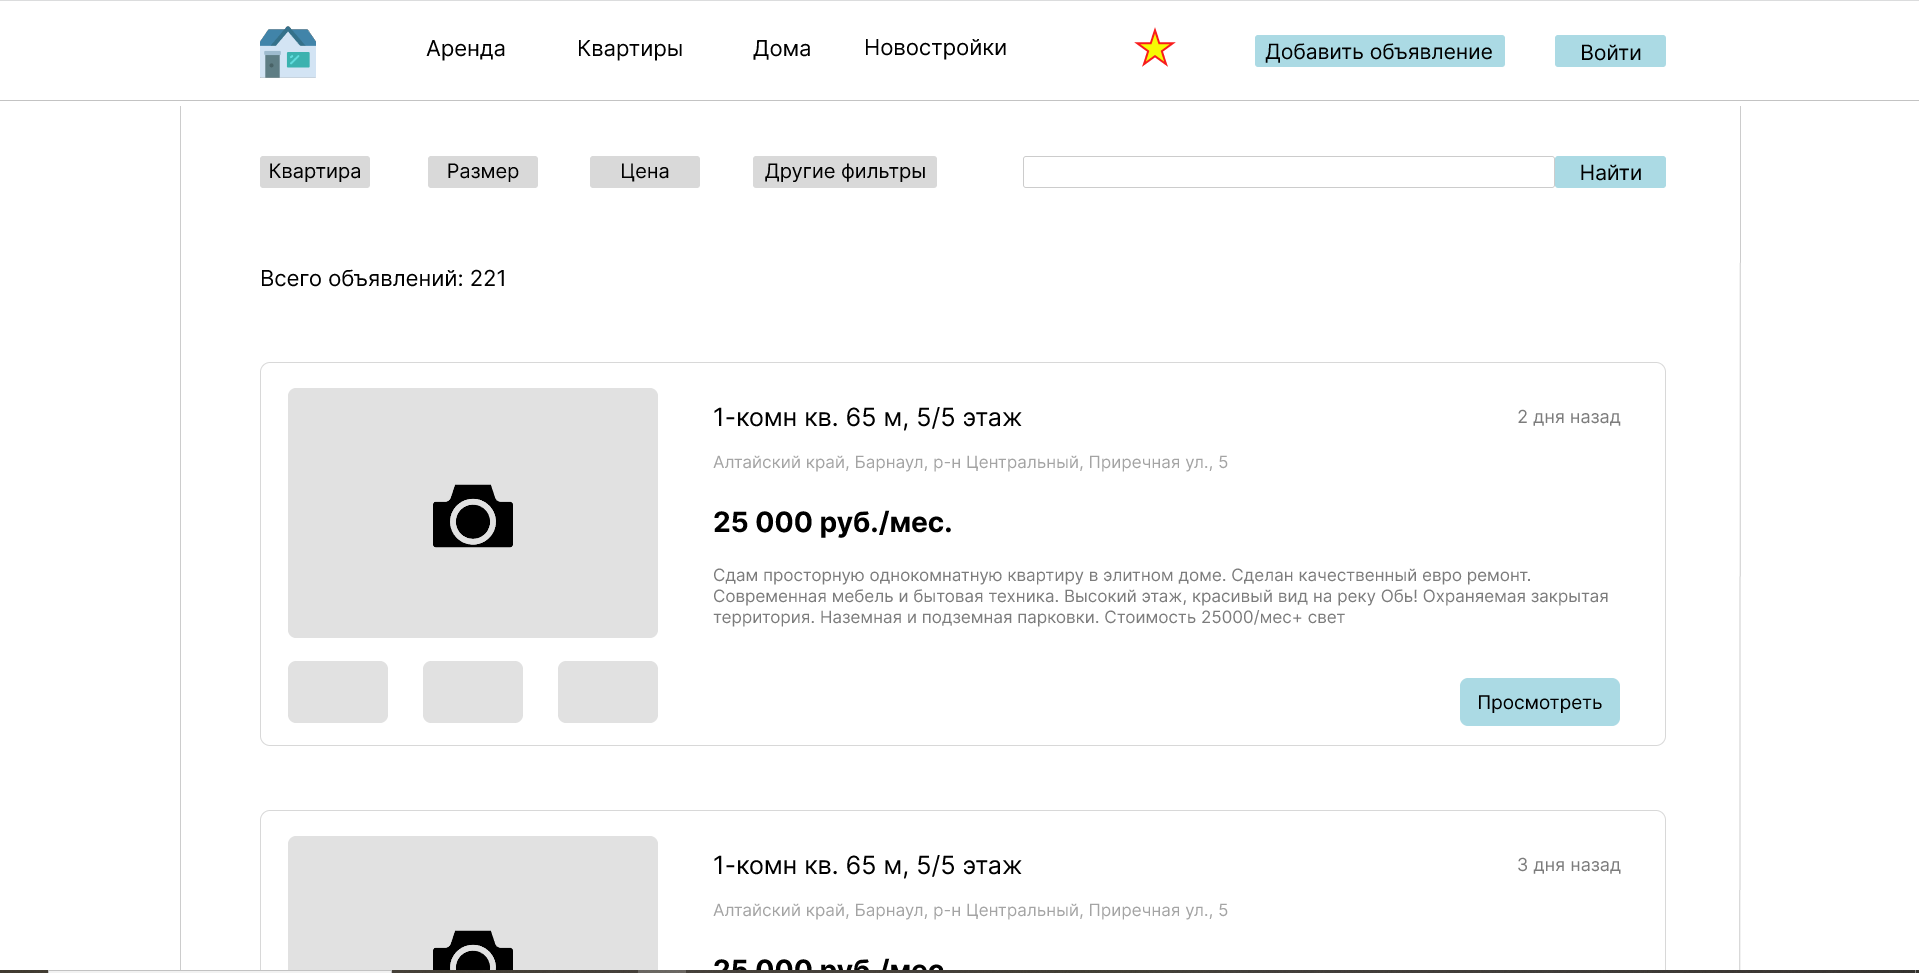 Аренда
Квартиры
Дома
Новостройки
Добавить объявление
Войти
Квартира
Размер
Цена
Другие фильтры
Найти
Всего объявлений: 221
1-комн кв. 65 м, 5/5 этаж
2 дня назад
Алтайский край, Барнаул, р-н Центральный, Приречная ул., 5
25 000 руб./мес.
Сдам просторную однокомнатную квартиру в элитном доме. Сделан качественный евро ремонт.
Современная мебель и бытовая техника. Высокий этаж, красивый вид на реку Обь! Охраняемая закрытая
территория. Наземная и подземная парковки. Стоимость 25000/мес+ свет
Просмотреть
1-комн кв. 65 м, 5/5 этаж
3 дня назад
Алтайский край, Барнаул, р-н Центральный, Приречная ул., 5
25 000 руб./мес.